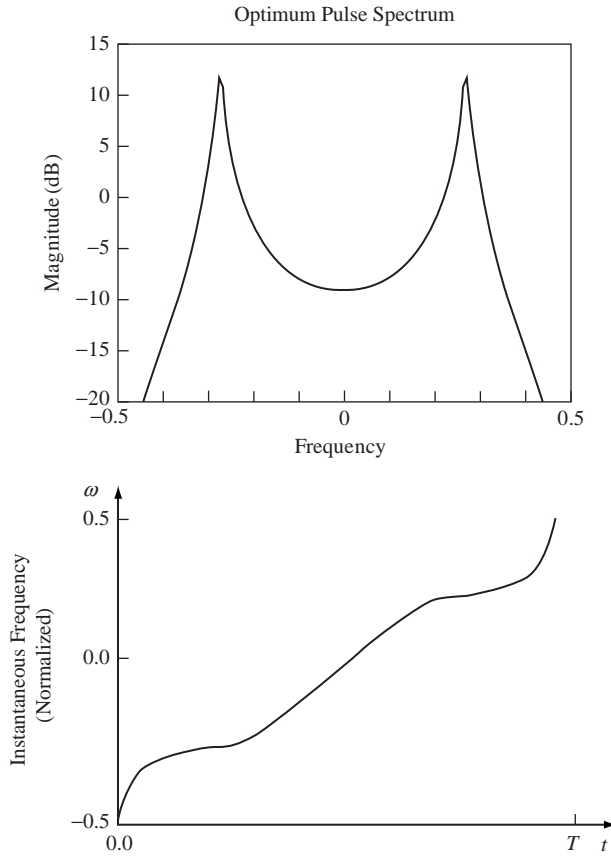 Optimum Pulse Spectrum
15
10
5
0
−5
−10
−15
−20
Magnitude (dB)
−0.5
0
0.5
Frequency
ω
0.5
0.0
−0.5
Instantaneous Frequency
(Normalized)
0.0
T
t